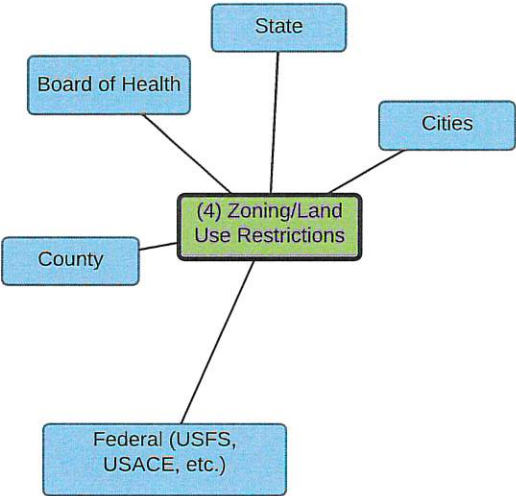 State
Board of Health
Cities
(4) Zoning/Land
Use Restrictions
County
Federal (USFS,
USACE, etc.)